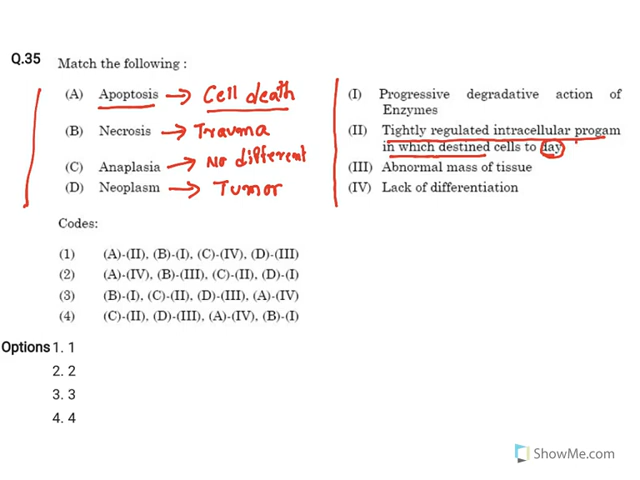 Q.35 Match the following :
(A) Apoptosis → Cell death (I) Progressive degradative action of
Enzymes
(B) Necrosis → Trauma (II) Tightly regulated intracellular progam
in which destined cells to day
(C) Anaplasia → No different (III) Abnormal mass of tissue
(D) Neoplasm → Tumor (IV) Lack of differentiation
Codes:
(1) (A)-(II), (B)-(I), (C)-(IV), (D)-(III)
(2) (A)-(IV), (B)-(III), (C)-(II), (D)-(I)
(3) (B)-(I), (C)-(II), (D)-(III), (A)-(IV)
(4) (C)-(II), (D)-(III), (A)-(IV), (B)-(I)
Options 1. 1
2. 2
3. 3
4. 4
ShowMe.com